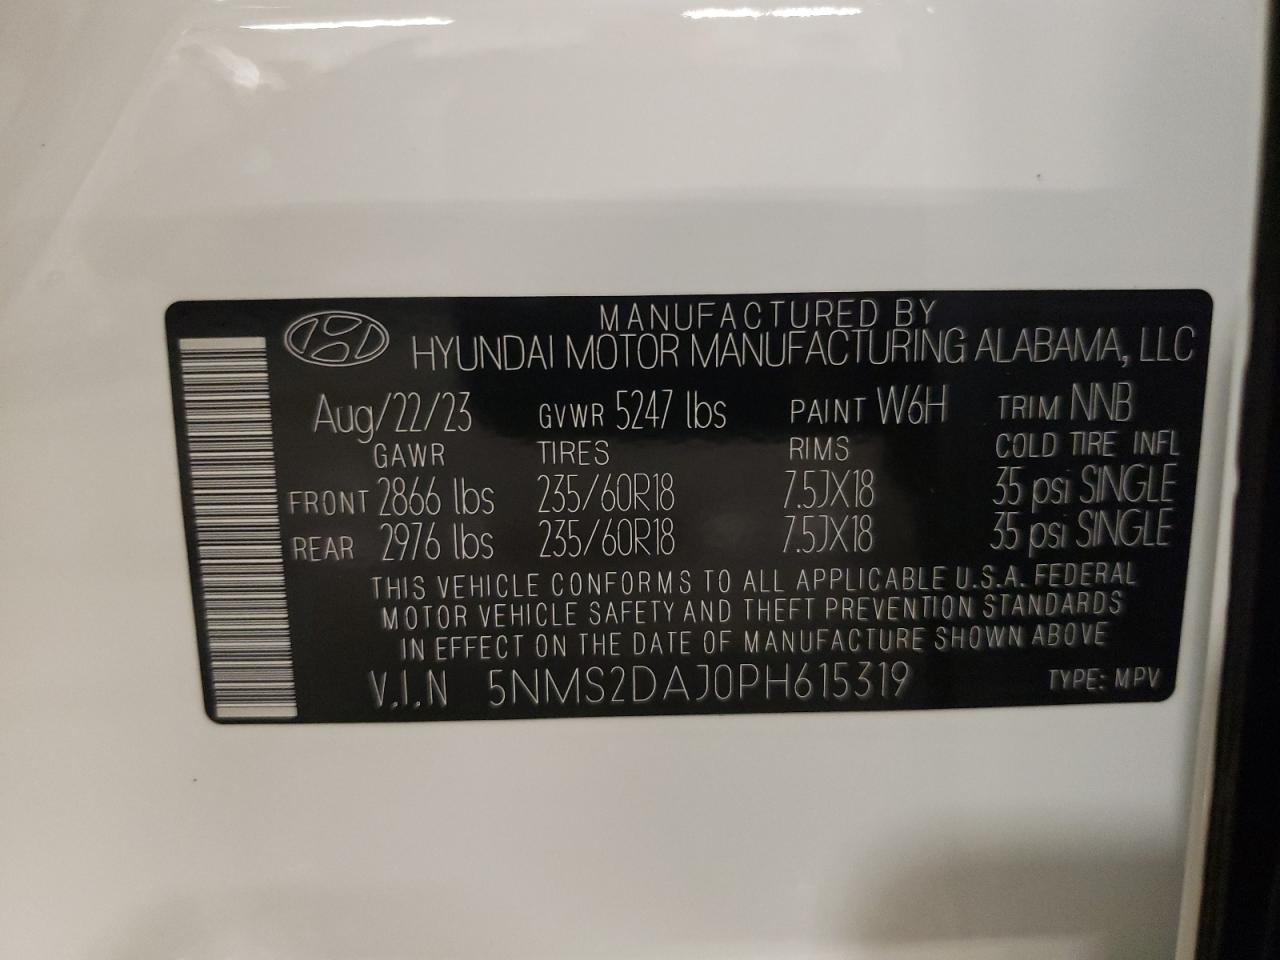 MANUFACTURED BY
HYUNDAI MOTOR MANUFACTURING ALABAMA, LLC
Aug/22/23 GVWR 5247 lbs PAINT W6H TRIM NNB
GAWR TIRES RIMS COLD TIRE INFL
FRONT 2866 lbs 235/60R18 7.5JX18 35 psi SINGLE
REAR 2976 lbs 235/60R18 7.5JX18 35 psi SINGLE
THIS VEHICLE CONFORMS TO ALL APPLICABLE U.S.A. FEDERAL
MOTOR VEHICLE SAFETY AND THEFT PREVENTION STANDARDS
IN EFFECT ON THE DATE OF MANUFACTURE SHOWN ABOVE
V.I.N 5NMS2DAJ0PH615319 TYPE: MPV